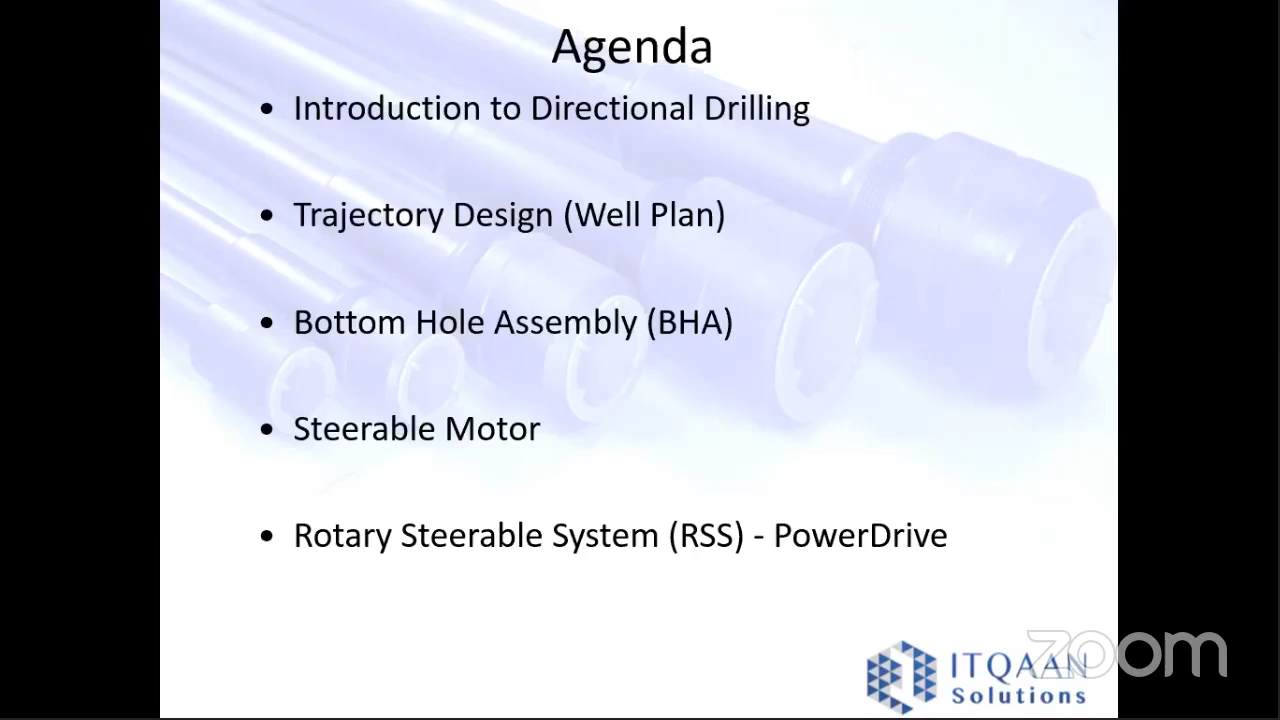 Agenda
• Introduction to Directional Drilling
• Trajectory Design (Well Plan)
• Bottom Hole Assembly (BHA)
• Steerable Motor
• Rotary Steerable System (RSS) - PowerDrive
ITQAAN
Solutions
zoom